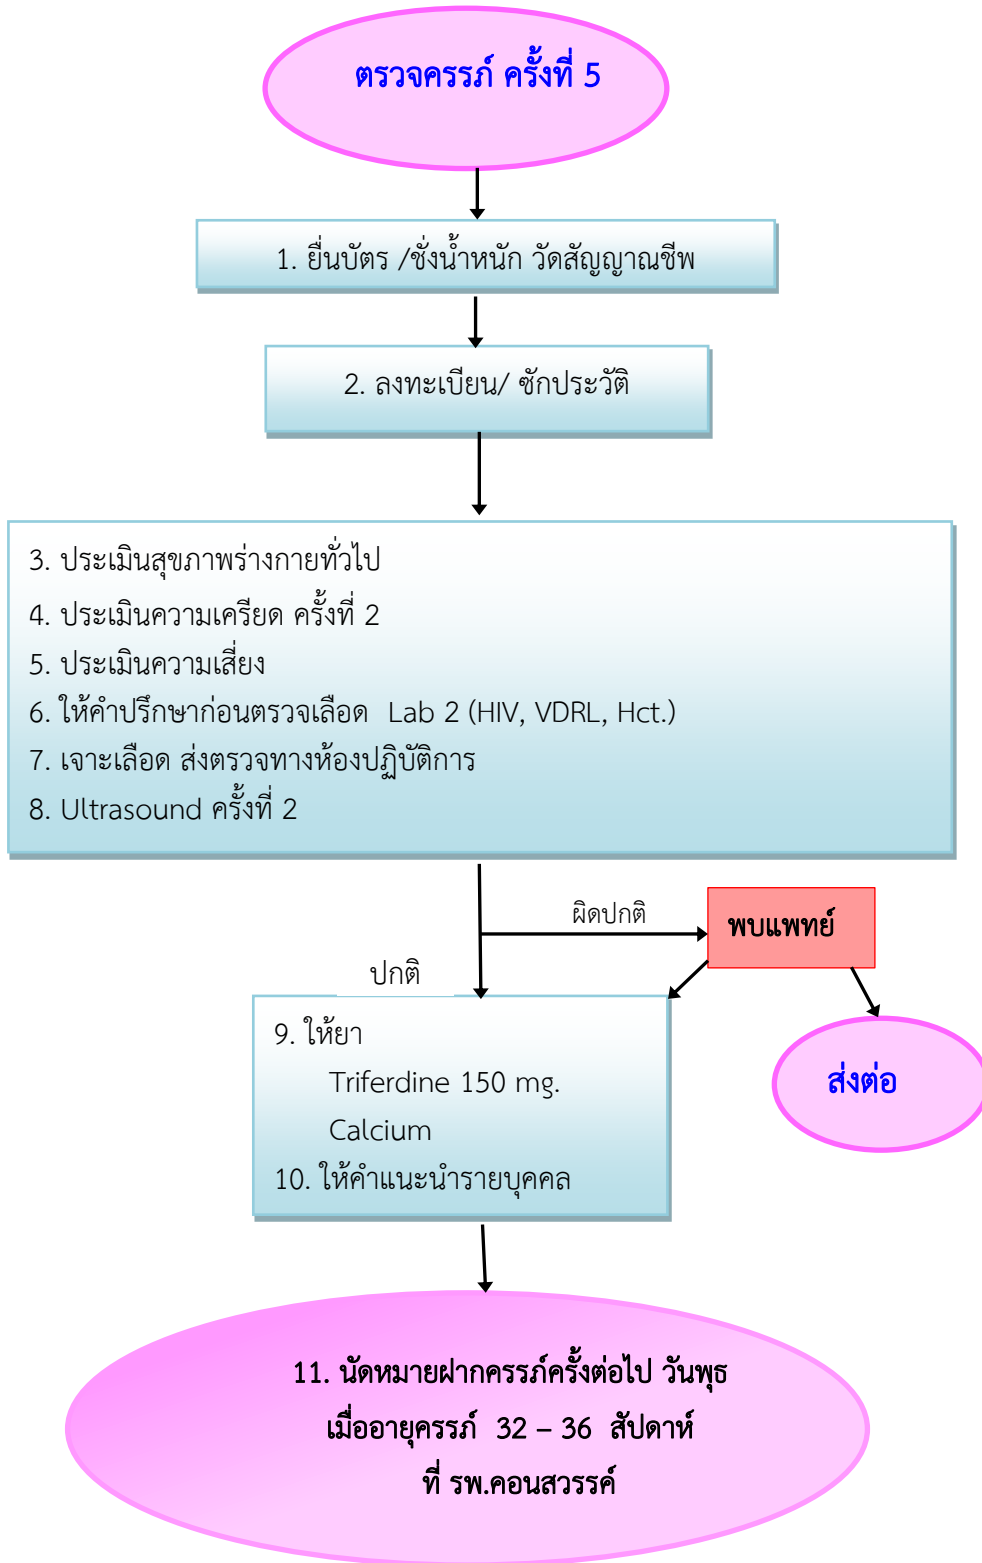 ตรวจครรภ์ ครั้งที่ 5
1. ยื่นบัตร /ชั่งน้ำหนัก วัดสัญญาณชีพ
2. ลงทะเบียน/ ซักประวัติ
3. ประเมินสุขภาพร่างกายทั่วไป
4. ประเมินความเครียด ครั้งที่ 2
5. ประเมินความเสี่ยง
6. ให้คำปรึกษาก่อนตรวจเลือด Lab 2 (HIV, VDRL, Hct.)
7. เจาะเลือด ส่งตรวจทางห้องปฏิบัติการ
8. Ultrasound ครั้งที่ 2
ผิดปกติ
พบแพทย์
ปกติ
9. ให้ยา
Triferdine 150 mg.
Calcium
10. ให้คำแนะนำรายบุคคล
ส่งต่อ
11. นัดหมายฝากครรภ์ครั้งต่อไป วันพุธ
เมื่ออายุครรภ์ 32 – 36 สัปดาห์
ที่ รพ.คอนสวรรค์